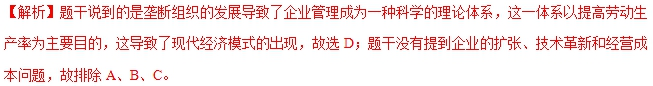 【解析】题干说到的是垄断组织的发展导致了企业管理成为一种科学的理论体系，这一体系以提高劳动生
产率为主要目的，这导致了现代经济模式的出现，故选 D；题干没有提到企业的扩张、技术革新和经营成
本问题，故排除 A、B、C。